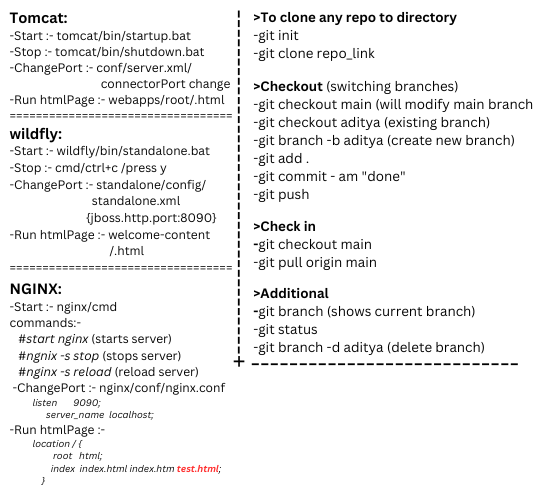 Tomcat:
-Start :- tomcat/bin/startup.bat
-Stop :- tomcat/bin/shutdown.bat
-ChangePort :- conf/server.xml/
connectorPort change
-Run htmlPage :- webapps/root/.html
=================================
wildfly:
-Start :- wildfly/bin/standalone.bat
-Stop :- cmd/ctrl+c /press y
-ChangePort :- standalone/config/
standalone.xml
{jboss.http.port:8090}
-Run htmlPage :- welcome-content
/.html
=================================
NGINX:
-Start :- nginx/cmd
commands:-
#start nginx (starts server)
#ngnix -s stop (stops server)
#nginx -s reload (reload server)
-ChangePort :- nginx/conf/nginx.conf
listen 9090;
server_name localhost;
-Run htmlPage :-
location / {
root html;
index index.html index.htm test.html;
}
>To clone any repo to directory
-git init
-git clone repo_link
>Checkout (switching branches)
-git checkout main (will modify main branch
-git checkout aditya (existing branch)
-git branch -b aditya (create new branch)
-git add .
-git commit - am "done"
-git push
>Check in
-git checkout main
-git pull origin main
>Additional
-git branch (shows current branch)
-git status
-git branch -d aditya (delete branch)